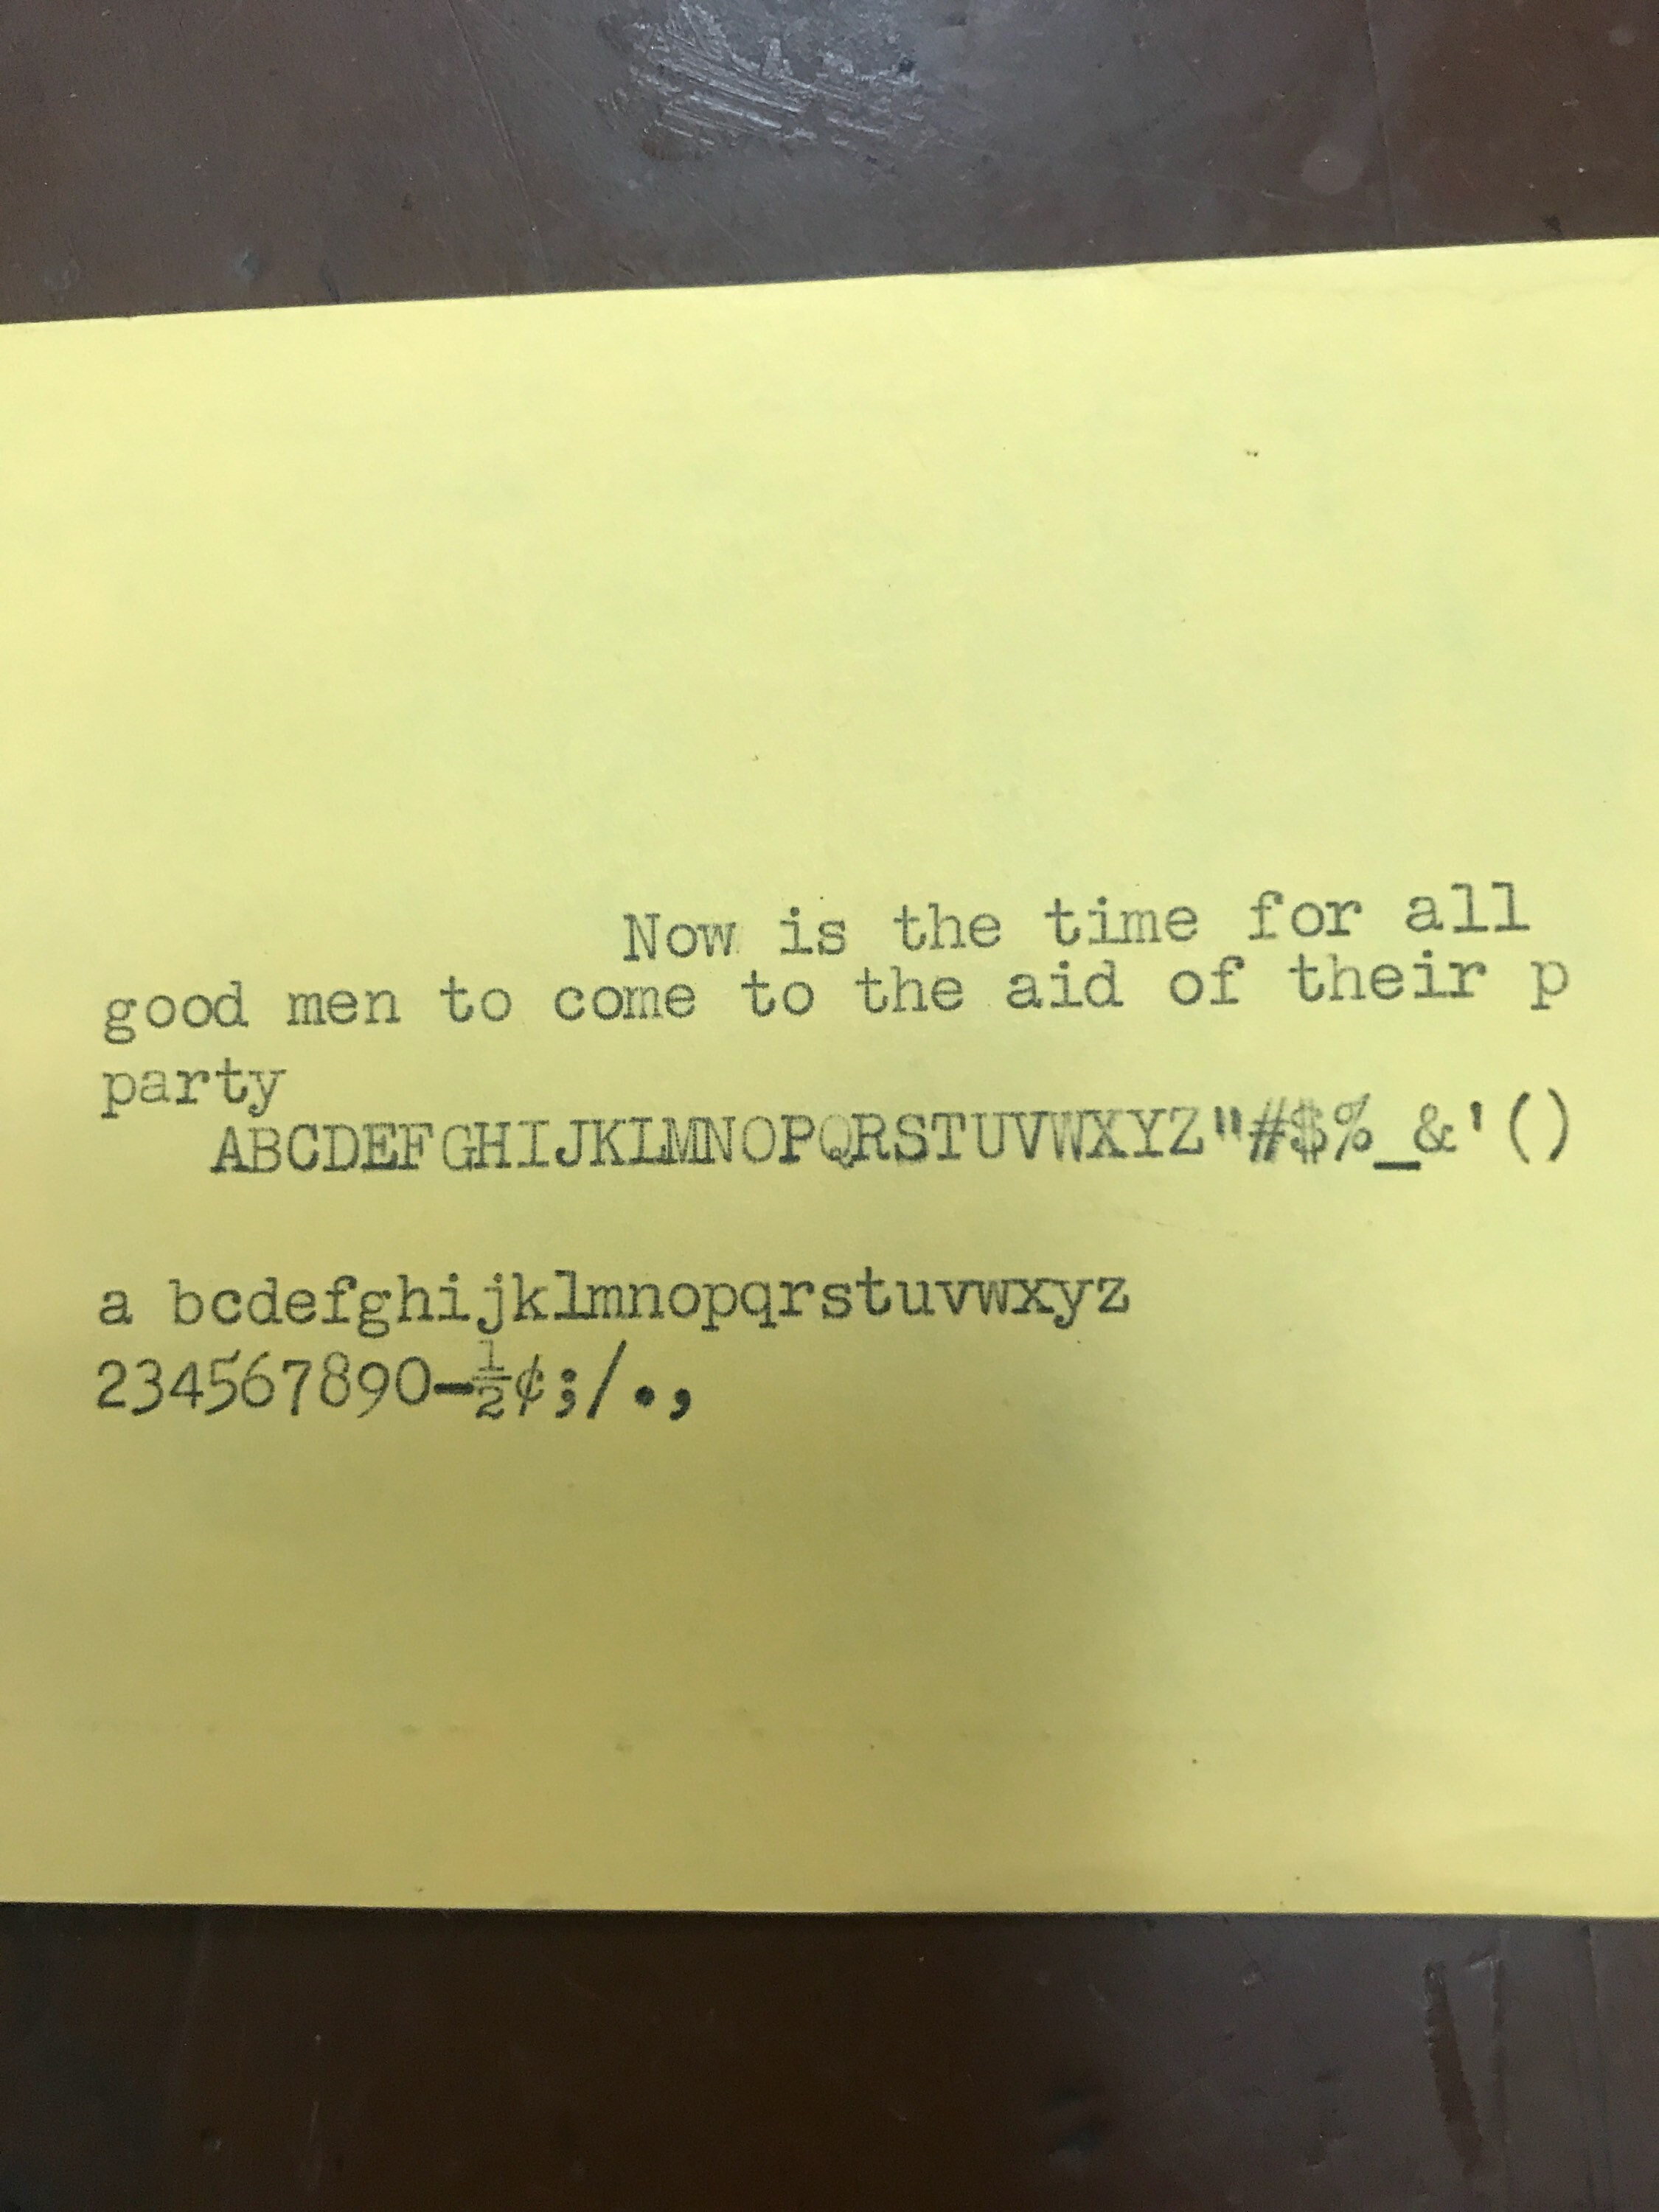 Now is the time for all
good men to come to the aid of their p
party
ABCDEFGHIJKLMNOPQRSTUVWXYZ"#$%_&'()
a bcdefghijklmnopqrstuvwxyz
234567890-½¢;/.,